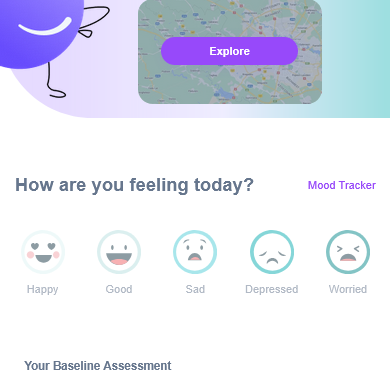 Explore
How are you feeling today?
Mood Tracker
Happy
Good
Sad
Depressed
Worried
Your Baseline Assessment